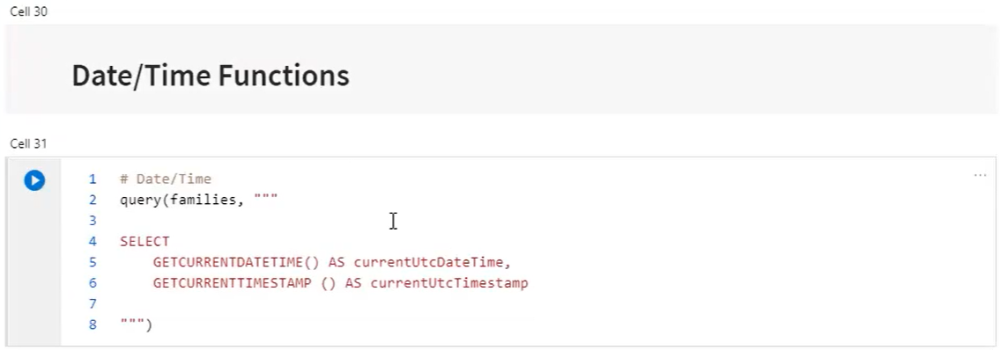 Cell 30
Date/Time Functions
Cell 31
...
1 # Date/Time
2 query(families, """
3
4 SELECT
5     GETCURRENTDATETIME() AS currentUtcDateTime,
6     GETCURRENTTIMESTAMP () AS currentUtcTimestamp
7
8 """)